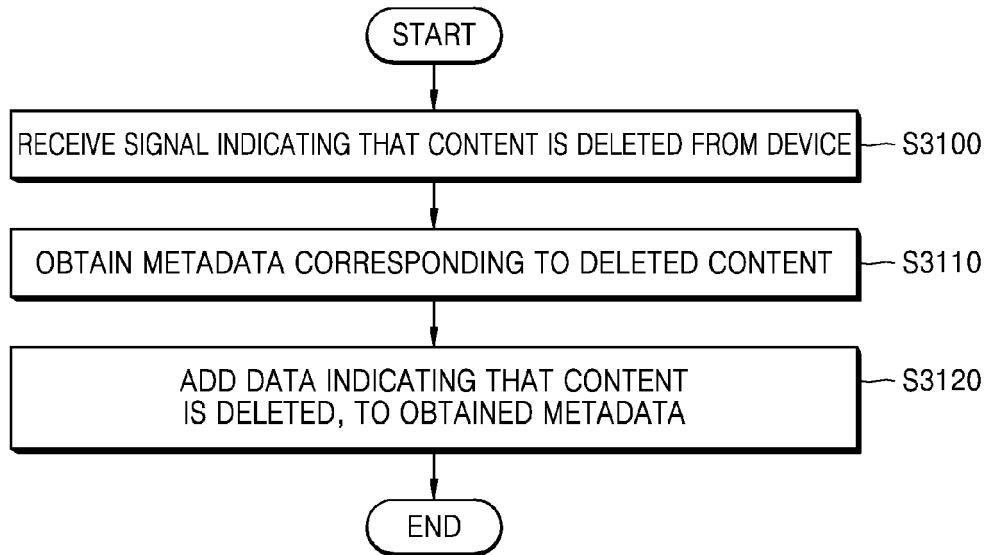 START
RECEIVE SIGNAL INDICATING THAT CONTENT IS DELETED FROM DEVICE
S3100
OBTAIN METADATA CORRESPONDING TO DELETED CONTENT
S3110
ADD DATA INDICATING THAT CONTENT
IS DELETED, TO OBTAINED METADATA
S3120
END